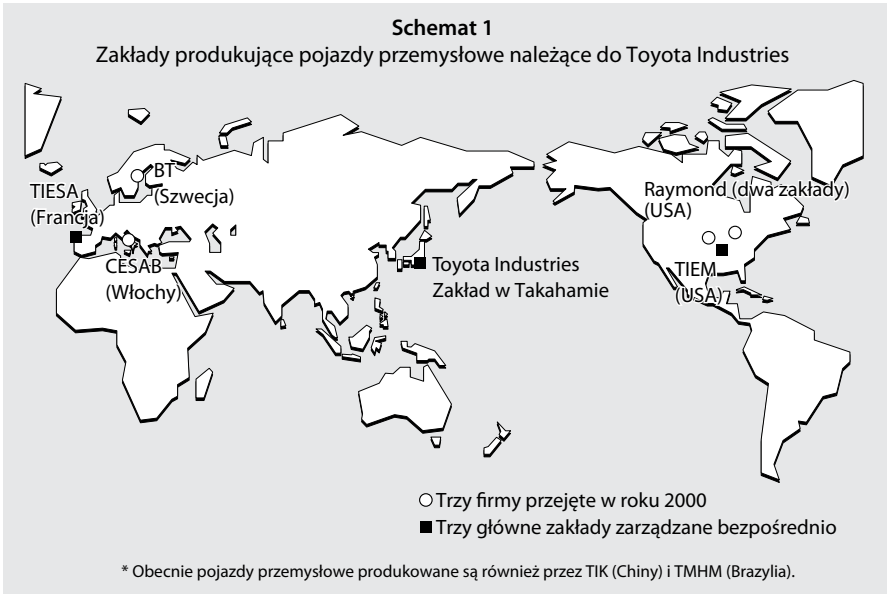 Schemat 1
Zakłady produkujące pojazdy przemysłowe należące do Toyota Industries
TIESA
(Francja)
BT
(Szwecja)
CESAB
(Włochy)
Toyota Industries
Zakład w Takahamie
Raymond (dwa zakłady)
(USA)
TIEM
(USA)
Trzy firmy przejęte w roku 2000
Trzy główne zakłady zarządzane bezpośrednio
* Obecnie pojazdy przemysłowe produkowane są również przez TIK (Chiny) i TMHM (Brazylia).